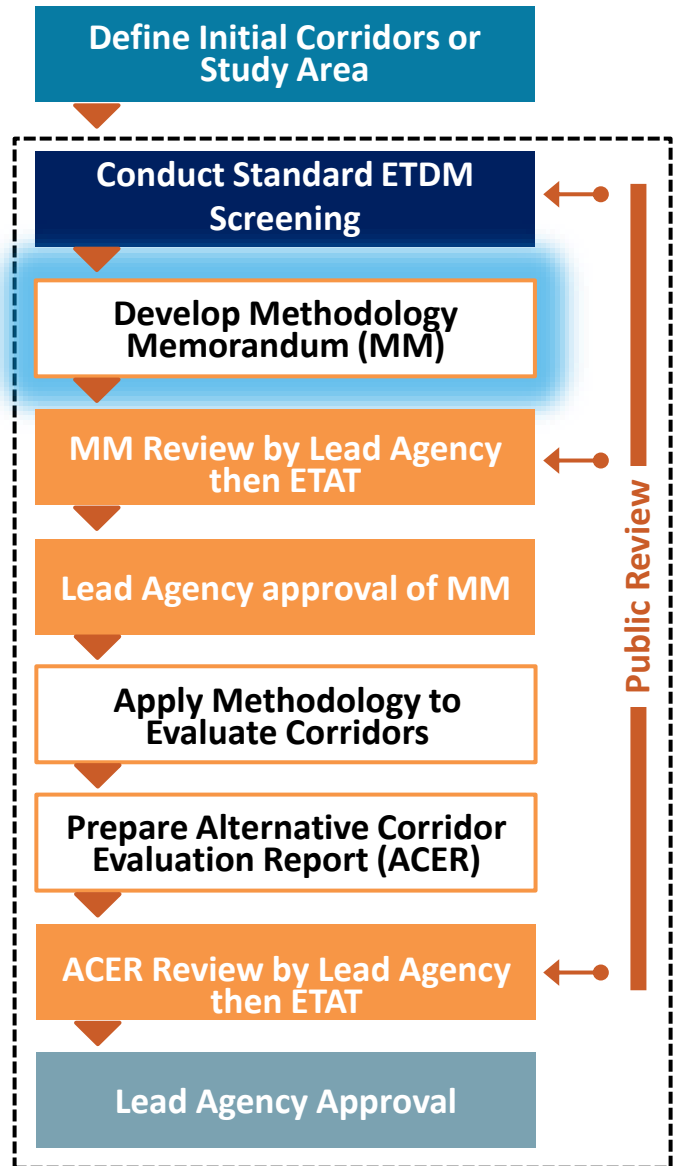 Define Initial Corridors or
Study Area
Conduct Standard ETDM
Screening
Develop Methodology
Memorandum (MM)
MM Review by Lead Agency
then ETAT
Lead Agency approval of MM
Apply Methodology to
Evaluate Corridors
Prepare Alternative Corridor
Evaluation Report (ACER)
ACER Review by Lead Agency
then ETAT
Lead Agency Approval
Public Review